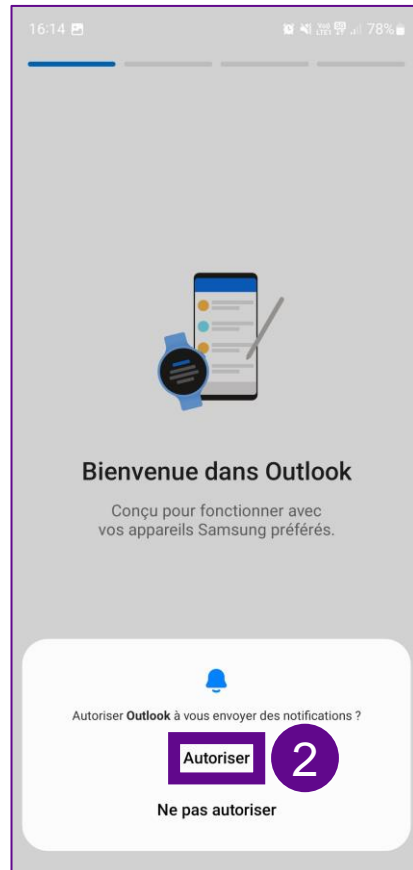 16:14 78%
Bienvenue dans Outlook
Conçu pour fonctionner avec
vos appareils Samsung préférés.
Autoriser Outlook à vous envoyer des notifications ?
Autoriser 2
Ne pas autoriser